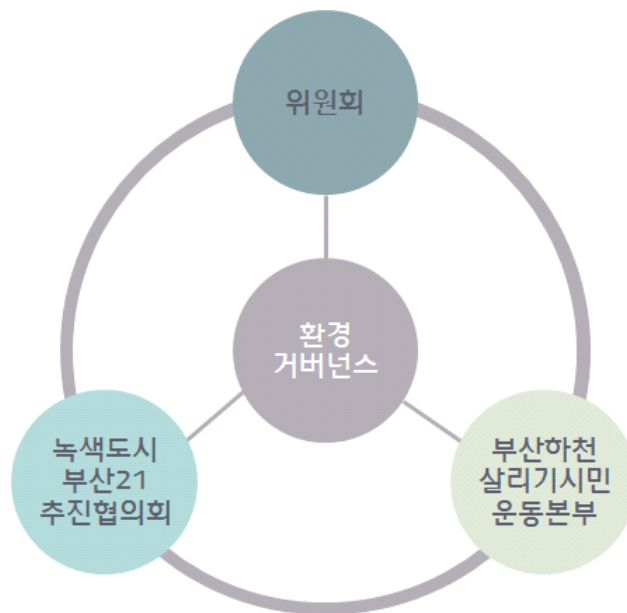 위원회
환경
거버넌스
녹색도시
부산21
추진협의회
부산하천
살리기시민
운동본부